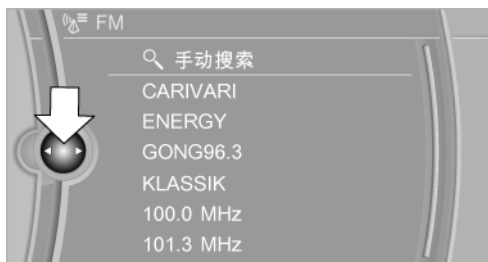 FM
手动搜索
CARIVARI
ENERGY
GONG96.3
KLASSIK
100.0 MHz
101.3 MHz